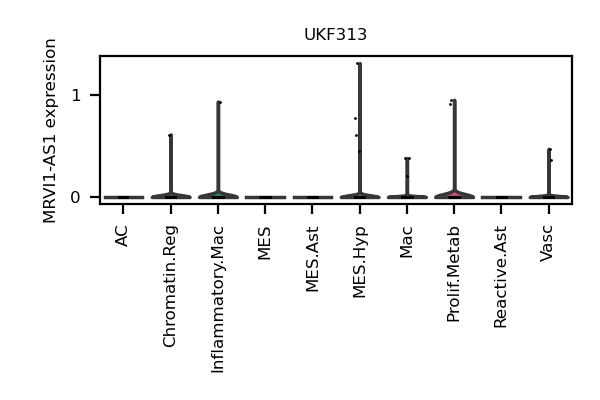 UKF313
MRVI1-AS1 expression
1
0
AC
Chromatin.Reg
Inflammatory.Mac
MES
MES.Ast
MES.Hyp
Mac
Prolif.Metab
Reactive.Ast
Vasc